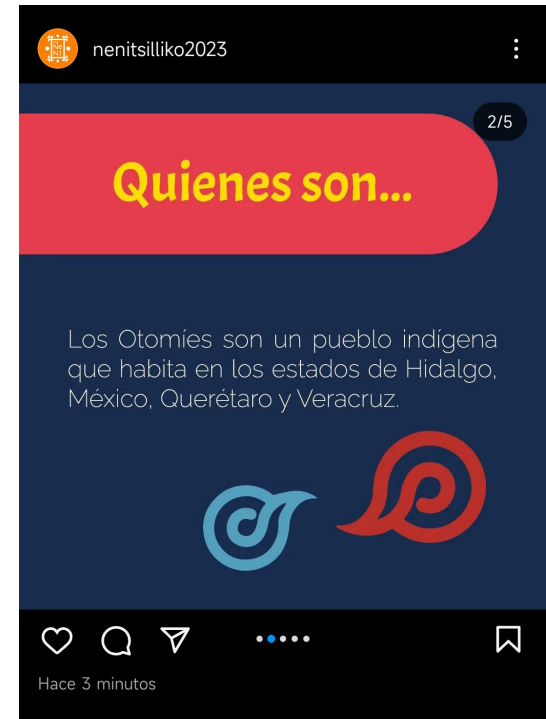 nenitsilliko2023
2/5
Quienes son...
Los Otomíes son un pueblo indígena
que habita en los estados de Hidalgo,
México, Querétaro y Veracruz.
Hace 3 minutos